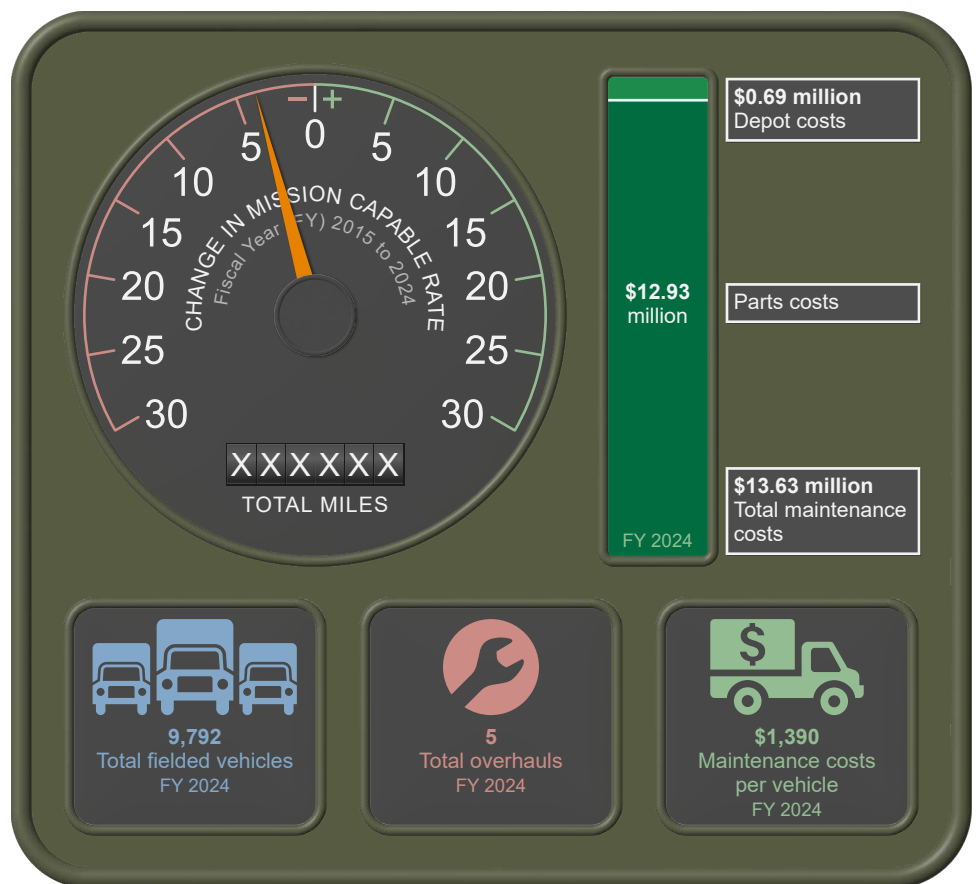 − +
0
5
5
10
10
15
15
20
20
25
25
30
30
CHANGE IN MISSION CAPABLE RATE
Fiscal Year (FY) 2015 to 2024
XXXXXX
TOTAL MILES
$0.69 million
Depot costs
$12.93
million
Parts costs
$13.63 million
Total maintenance
costs
FY 2024
$
9,792
Total fielded vehicles
FY 2024
5
Total overhauls
FY 2024
$1,390
Maintenance costs
per vehicle
FY 2024